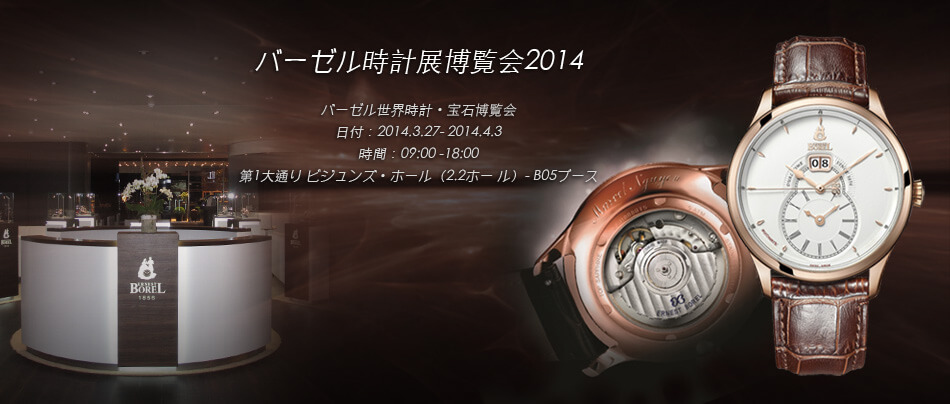 バーゼル時計展博覧会2014
バーゼル世界時計・宝石博覧会
日付：2014.3.27- 2014.4.3
時間：09:00 -18:00
第1大通り ビジュンズ・ホール（2.2ホール）- B05ブース
ERNEST
BOREL
1856
BOREL
08
ERNEST BOREL